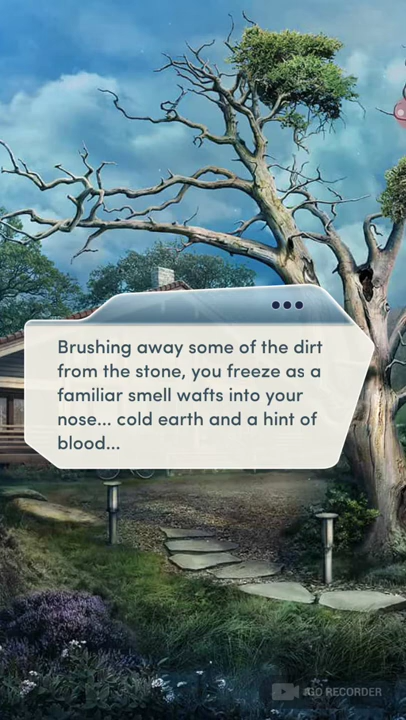 Brushing away some of the dirt
from the stone, you freeze as a
familiar smell wafts into your
nose... cold earth and a hint of
blood...
GO RECORDER